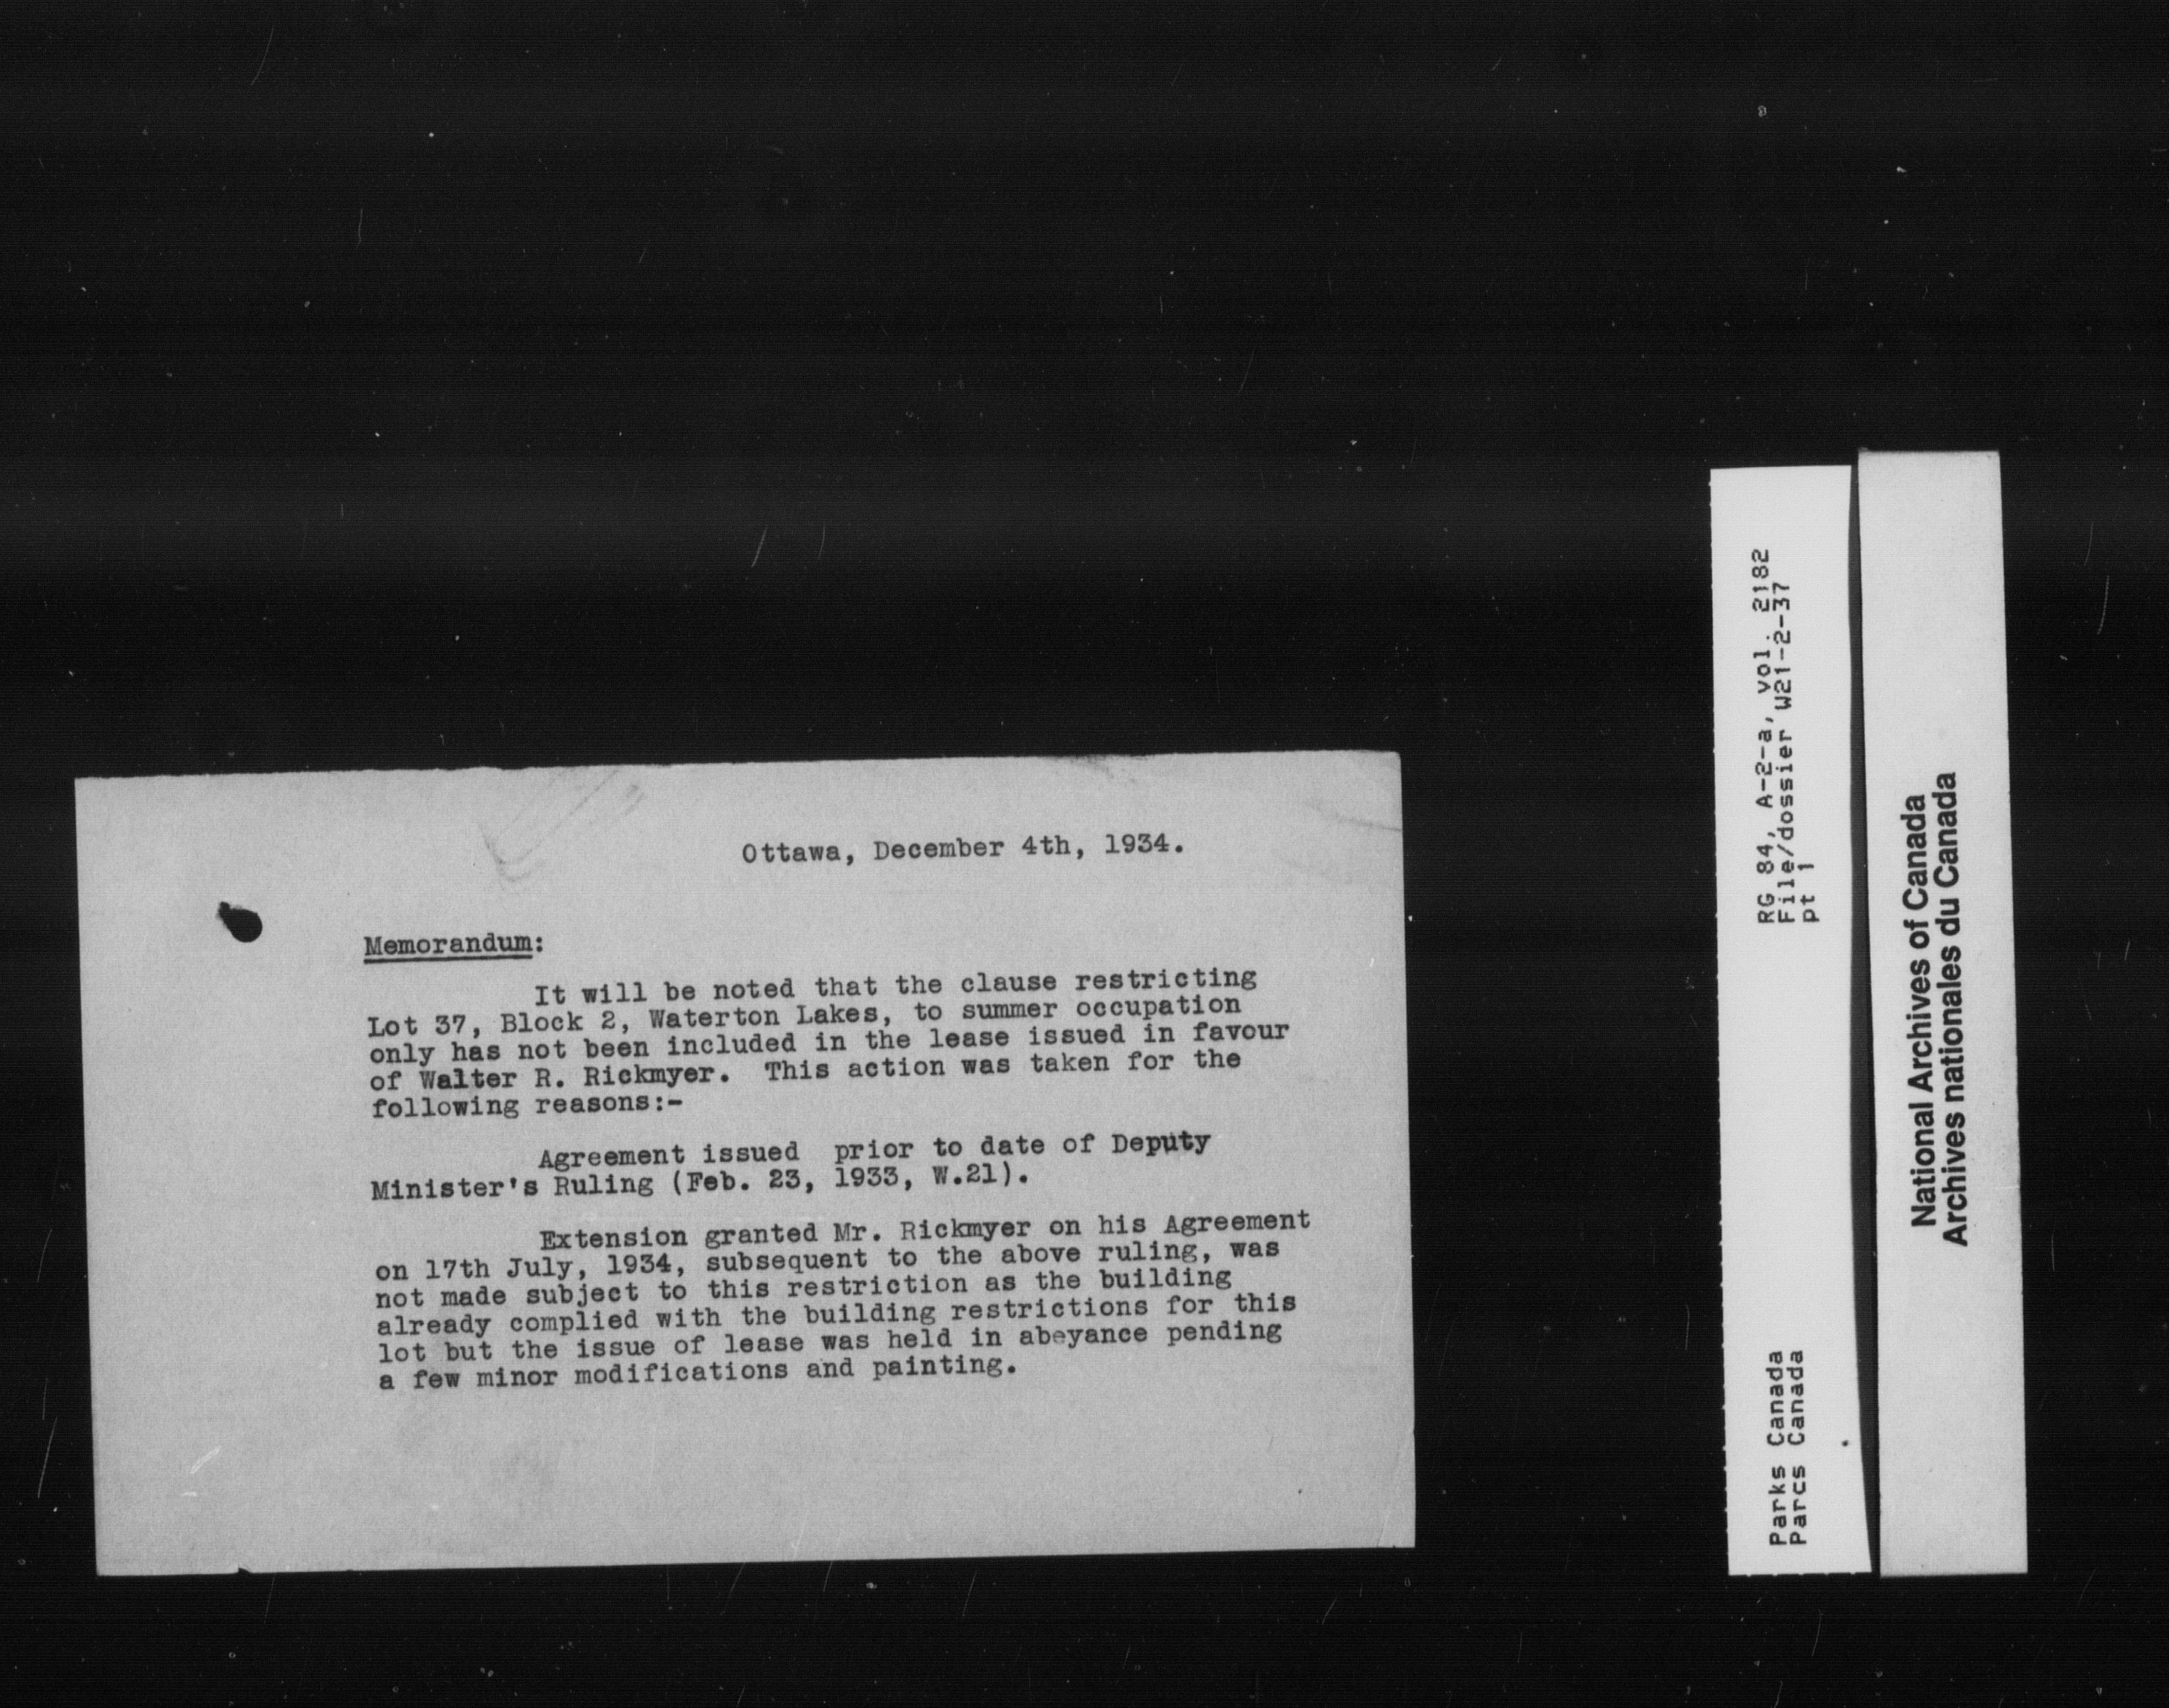 Ottawa, December 4th, 1934.
Memorandum:
It will be noted that the clause restricting
Lot 37, Block 2, Waterton Lakes, to summer occupation
only has not been included in the lease issued in favour
of Walter R. Rickmyer. This action was taken for the
following reasons:-
Agreement issued prior to date of Deputy
Minister's Ruling (Feb. 23, 1933, W.21).
Extension granted Mr. Rickmyer on his Agreement
on 17th July, 1934, subsequent to the above ruling, was
not made subject to this restriction as the building
already complied with the building restrictions for this
lot but the issue of lease was held in abeyance pending
a few minor modifications and painting.
RG 84, A-2-a, vol. 2182
File/dossier W21-2-37
pt 1
Parks Canada
Parcs Canada
National Archives of Canada
Archives nationales du Canada